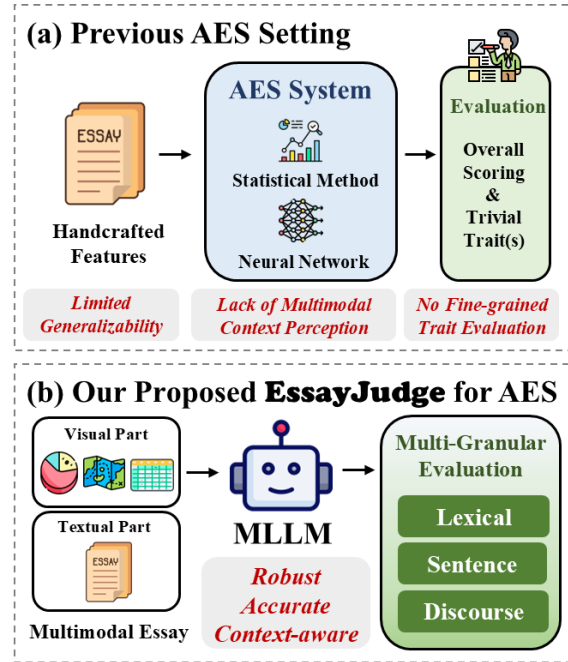 (a) Previous AES Setting
ESSAY
Handcrafted
Features
AES System
Statistical Method
Neural Network
Evaluation
Overall
Scoring
&
Trivial
Trait(s)
Limited
Generalizability
Lack of Multimodal
Context Perception
No Fine-grained
Trait Evaluation
(b) Our Proposed EssayJudge for AES
Visual Part
Textual Part
ESSAY
Multimodal Essay
MLLM
Robust
Accurate
Context-aware
Multi-Granular
Evaluation
Lexical
Sentence
Discourse